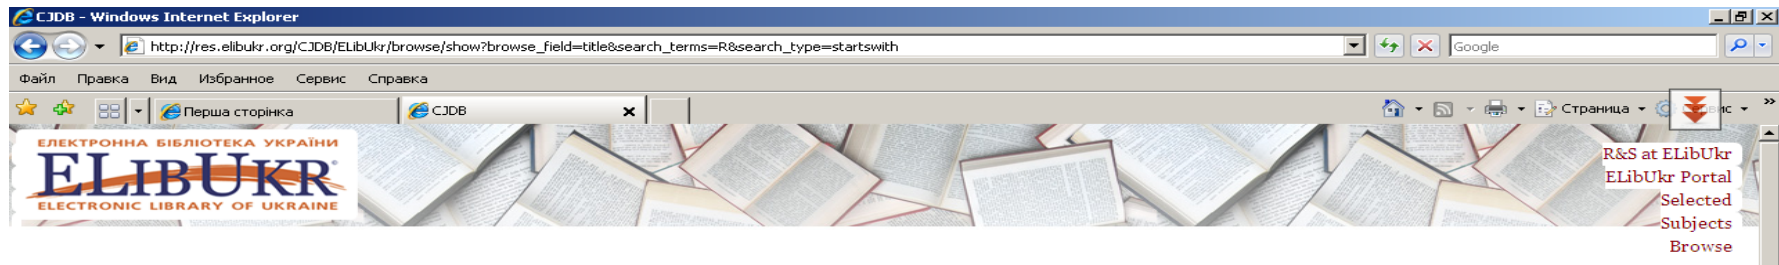 CJDB - Windows Internet Explorer
http://res.elibukr.org/CJDB/ELibUkr/browse/show?browse_field=title&search_terms=R&search_type=startswith
Google
Файл Правка Вид Избранное Сервис Справка
Перша сторінка
CJDB
Страница
ЕЛЕКТРОННА БІБЛІОТЕКА УКРАЇНИ
ELIBUKR
ELECTRONIC LIBRARY OF UKRAINE
R&S at ELibUkr
ELibUkr Portal
Selected
Subjects
Browse